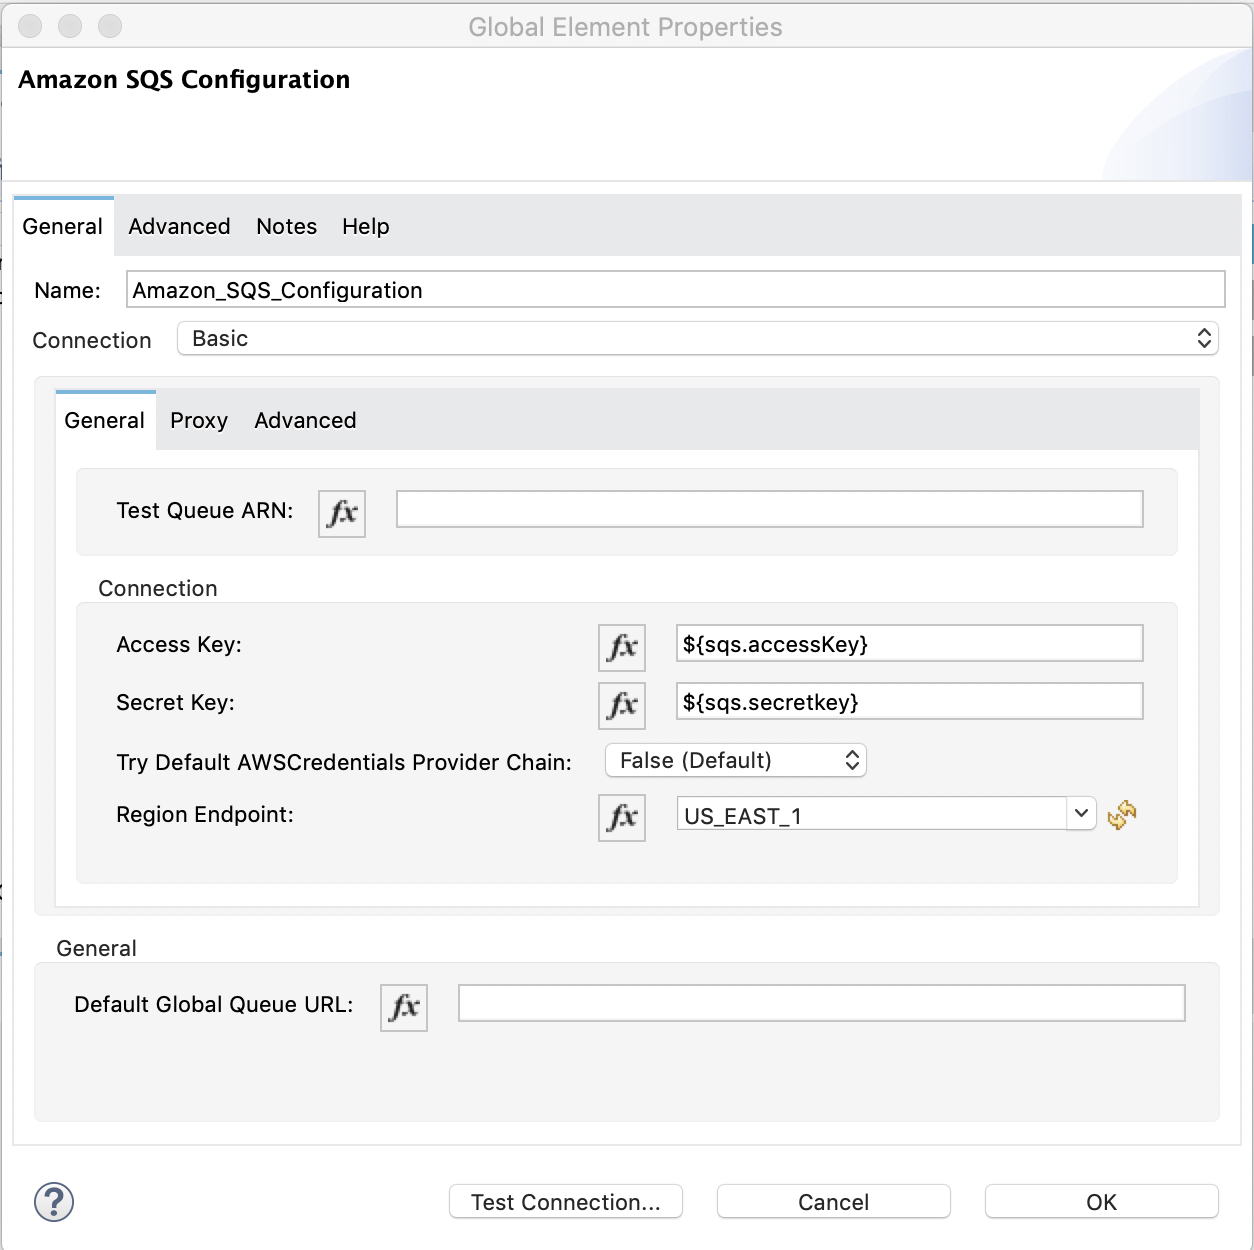 Global Element Properties
Amazon SQS Configuration
General Advanced Notes Help
Name: Amazon_SQS_Configuration
Connection Basic
General Proxy Advanced
Test Queue ARN: fx
Connection
Access Key: fx ${sqs.accessKey}
Secret Key: fx ${sqs.secretkey}
Try Default AWSCredentials Provider Chain: False (Default)
Region Endpoint: fx US_EAST_1
General
Default Global Queue URL: fx
? Test Connection... Cancel OK